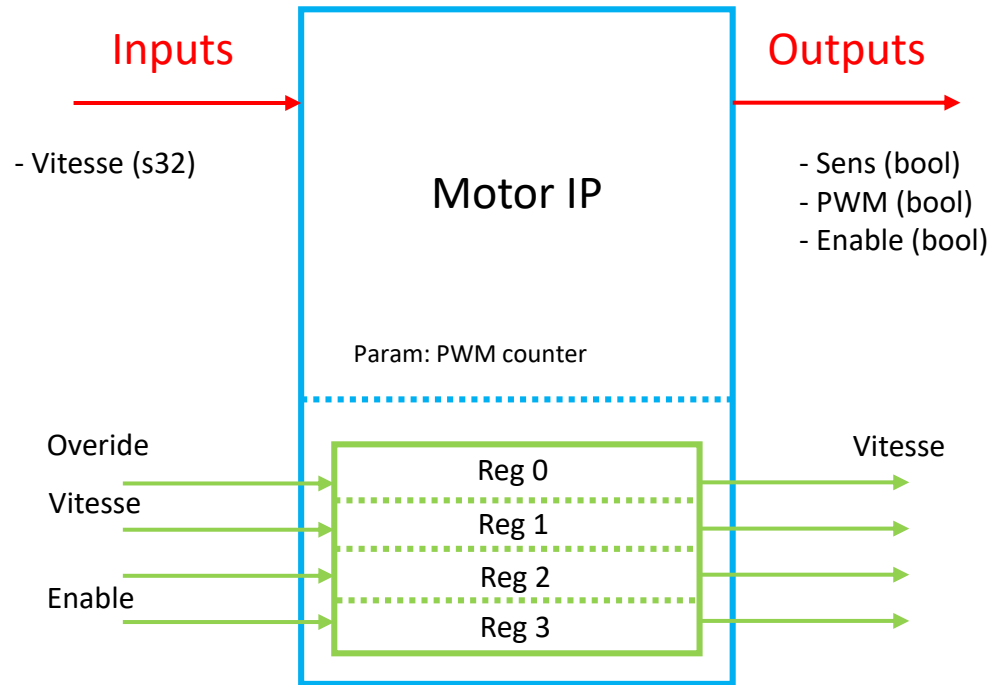 Inputs
Outputs
- Vitesse (s32)
- Sens (bool)
- PWM (bool)
- Enable (bool)
Motor IP
Param: PWM counter
Overide
Vitesse
Enable
Reg 0
Reg 1
Reg 2
Reg 3
Vitesse